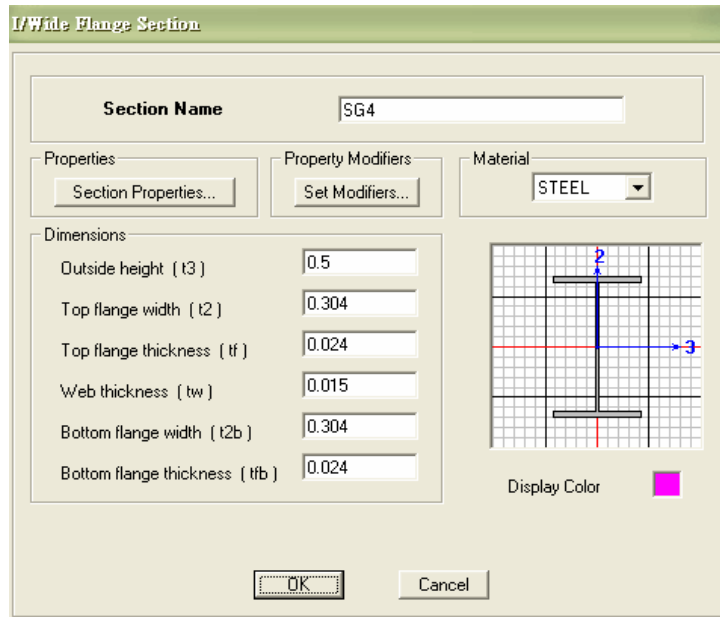 I/Wide Flange Section
Section Name SG4
Properties Property Modifiers Material
Section Properties... Set Modifiers... STEEL
Dimensions
Outside height ( t3 ) 0.5
Top flange width ( t2 ) 0.304
Top flange thickness ( tf ) 0.024
Web thickness ( tw ) 0.015
Bottom flange width ( t2b ) 0.304
Bottom flange thickness ( tfb ) 0.024
2
3
Display Color
OK Cancel